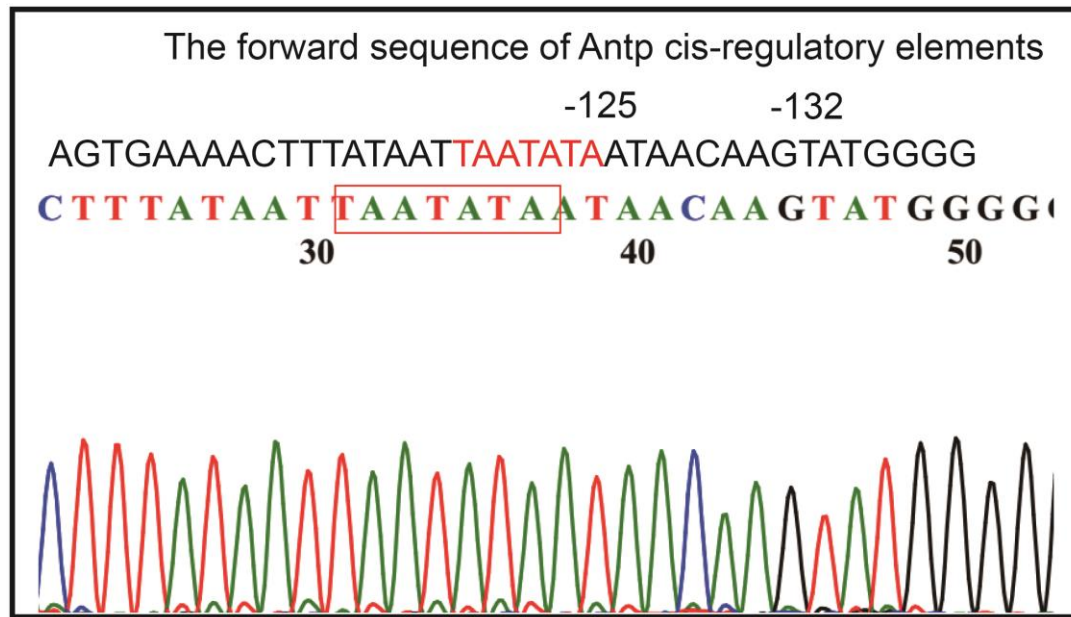 The forward sequence of Antp cis-regulatory elements
-125 -132
AGTGAAAACTTTATAATTAATATAATAACAAGTATGGGG
CTTTATAATTAATATAATAACAAGTATGGGG
30 40 50